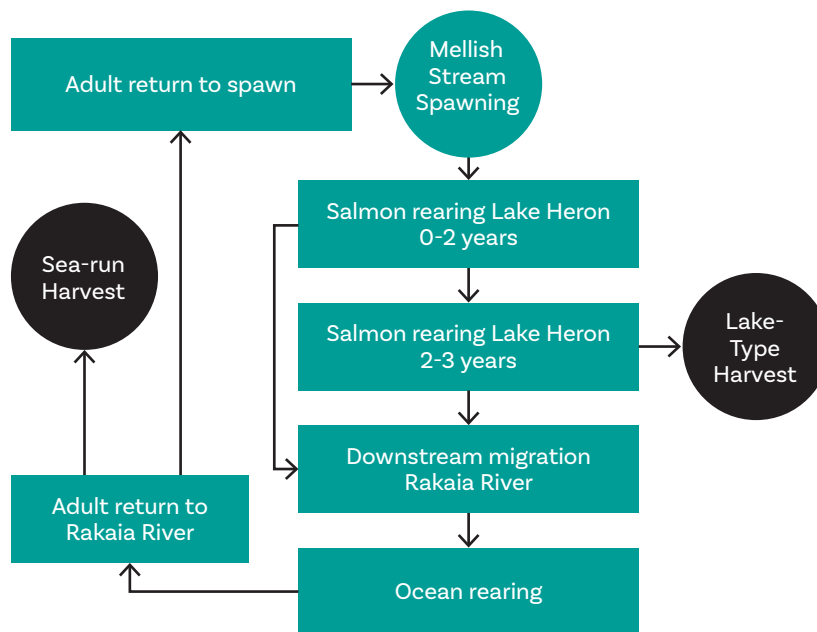 Adult return to spawn
Mellish
Stream
Spawning
Salmon rearing Lake Heron
0-2 years
Sea-run
Harvest
Salmon rearing Lake Heron
2-3 years
Lake-
Type
Harvest
Downstream migration
Rakaia River
Adult return to
Rakaia River
Ocean rearing